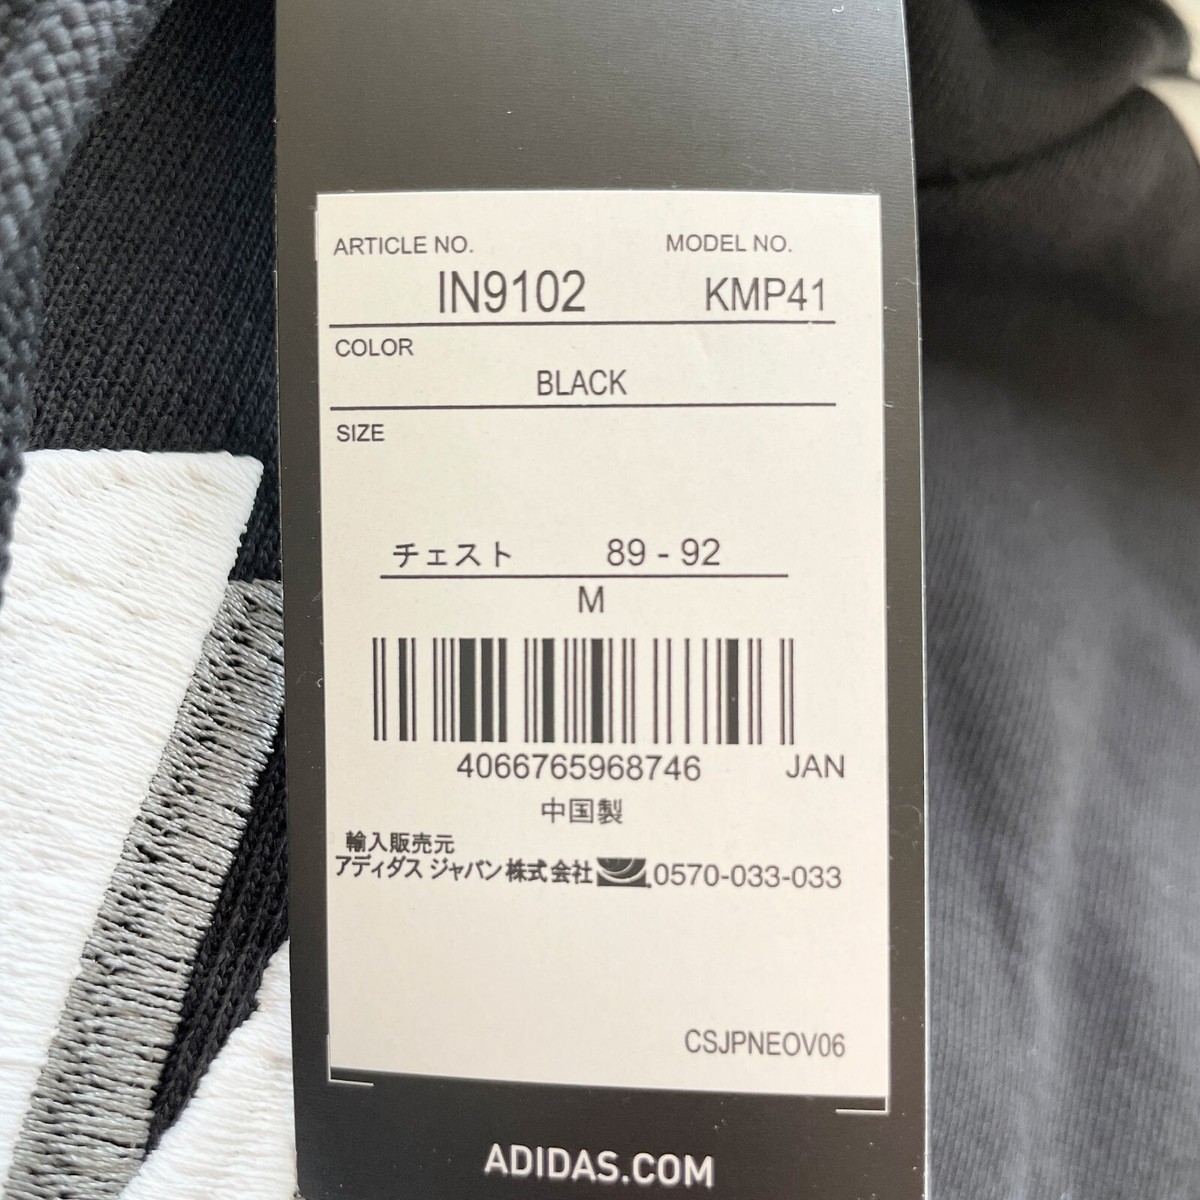 ARTICLE NO. MODEL NO.
IN9102 KMP41
COLOR
BLACK
SIZE
チェスト 89 - 92
M
4066765968746 JAN
中国製
輸入販売元
アディダス ジャパン株式会社 0570-033-033
CSJPNEOV06
ADIDAS.COM